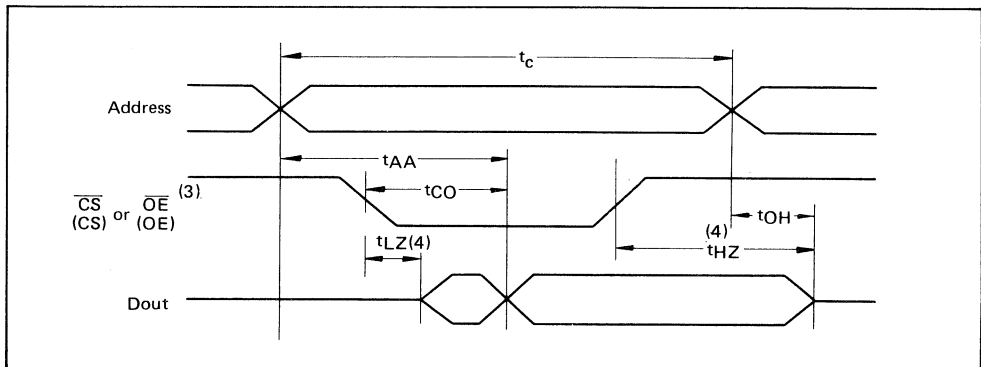 tc
Address
tAA
CS or OE (3)
(CS) (OE)
tCO
tOH
tLZ(4)
(4)
tHZ
Dout